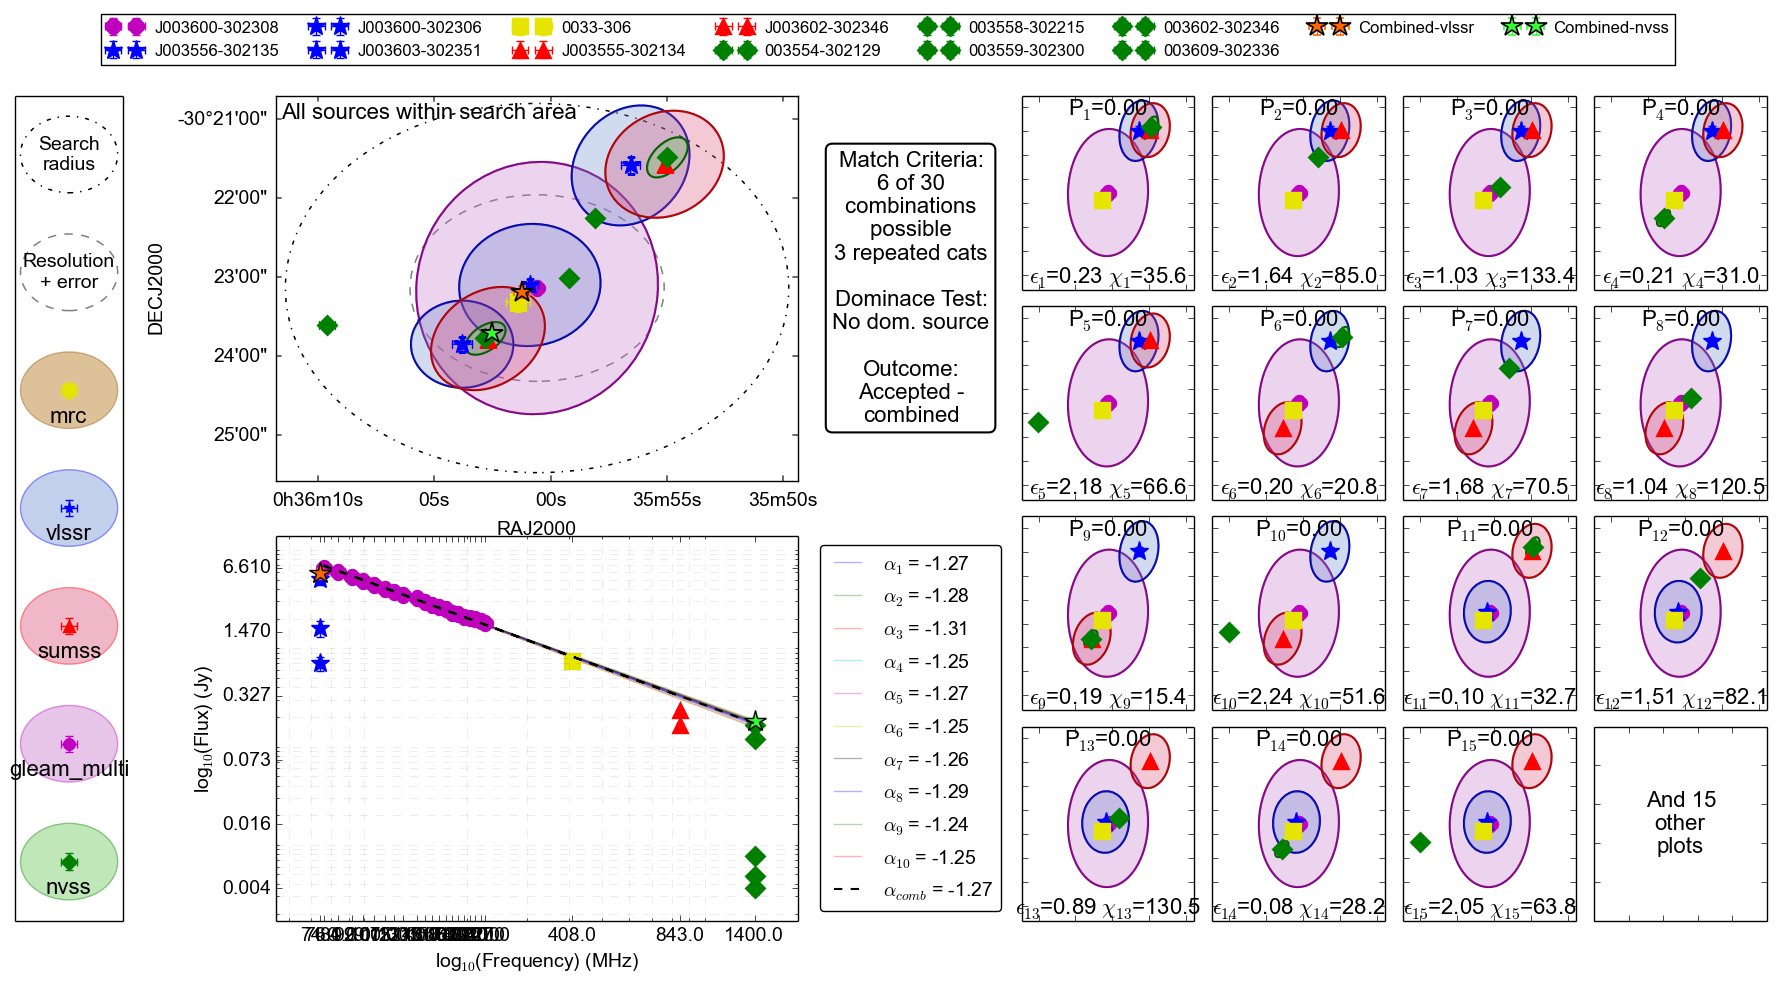 J003600-302308 J003600-302306 0033-306 J003602-302346 003558-302215 003602-302346 Combined-vlssr Combined-nvss
J003556-302135 J003603-302351 J003555-302134 003554-302129 003559-302300 003609-302336
Search
radius
Resolution
+ error
mrc
vlssr
sumss
gleam_multi
nvss
All sources within search area
DECJ2000
-30°21'00"
22'00"
23'00"
24'00"
25'00"
0h36m10s 05s 00s 35m55s 35m50s
RAJ2000
Match Criteria:
6 of 30
combinations
possible
3 repeated cats
Dominace Test:
No dom. source
Outcome:
Accepted -
combined
log10(Flux) (Jy)
6.610
1.470
0.327
0.073
0.016
0.004
408.0 843.0 1400.0
log10(Frequency) (MHz)
α1 = -1.27
α2 = -1.28
α3 = -1.31
α4 = -1.25
α5 = -1.27
α6 = -1.25
α7 = -1.26
α8 = -1.29
α9 = -1.24
α10 = -1.25
αcomb = -1.27
P1=0.00 P2=0.00 P3=0.00 P4=0.00
ϵ1=0.23 χ1=35.6 ϵ2=1.64 χ2=85.0 ϵ3=1.03 χ3=133.4 ϵ4=0.21 χ4=31.0
P5=0.00 P6=0.00 P7=0.00 P8=0.00
ϵ5=2.18 χ5=66.6 ϵ6=0.20 χ6=20.8 ϵ7=1.68 χ7=70.5 ϵ8=1.04 χ8=120.5
P9=0.00 P10=0.00 P11=0.00 P12=0.00
ϵ9=0.19 χ9=15.4 ϵ10=2.24 χ10=51.6 ϵ11=0.10 χ11=32.7 ϵ12=1.51 χ12=82.1
P13=0.00 P14=0.00 P15=0.00
ϵ13=0.89 χ13=130.5 ϵ14=0.08 χ14=28.2 ϵ15=2.05 χ15=63.8
And 15
other
plots